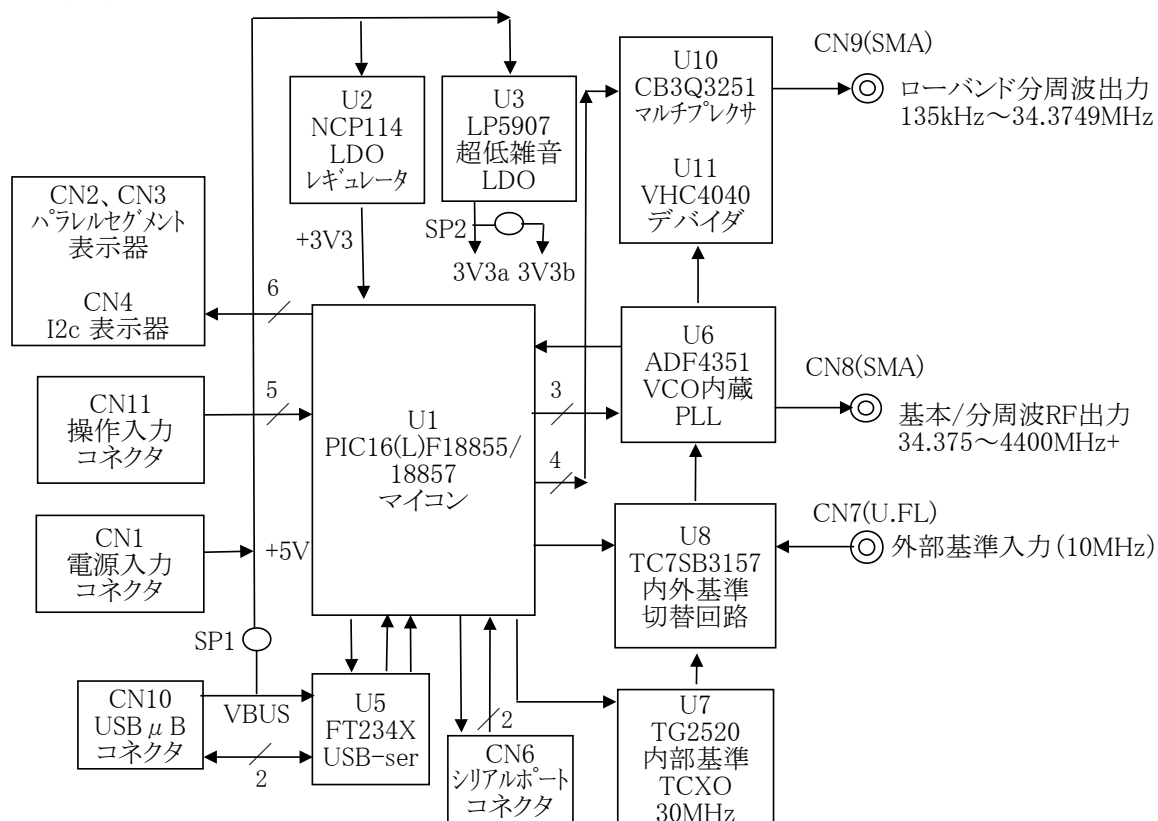 U2
NCP114
LDO
レギュレータ
U3
LP5907
超低雑音
LDO
U10
CB3Q3251
マルチプレクサ
U11
VHC4040
デバイダ
CN9(SMA)
ローバンド分周波出力
135kHz～34.3749MHz
CN2、CN3
パラレルセグメント
表示器
CN4
I2c 表示器
+3V3
SP2
3V3a 3V3b
6
CN11
操作入力
コネクタ
5
U1
PIC16(L)F18855/
18857
マイコン
3
4
U6
ADF4351
VCO内蔵
PLL
CN8(SMA)
基本/分周波RF出力
34.375～4400MHz+
CN1
電源入力
コネクタ
+5V
U8
TC7SB3157
内外基準
切替回路
CN7(U.FL)
外部基準入力(10MHz)
SP1
CN10
USBμB
コネクタ
VBUS
2
U5
FT234X
USB-ser
2
CN6
シリアルポート
コネクタ
U7
TG2520
内部基準
TCXO
30MHz